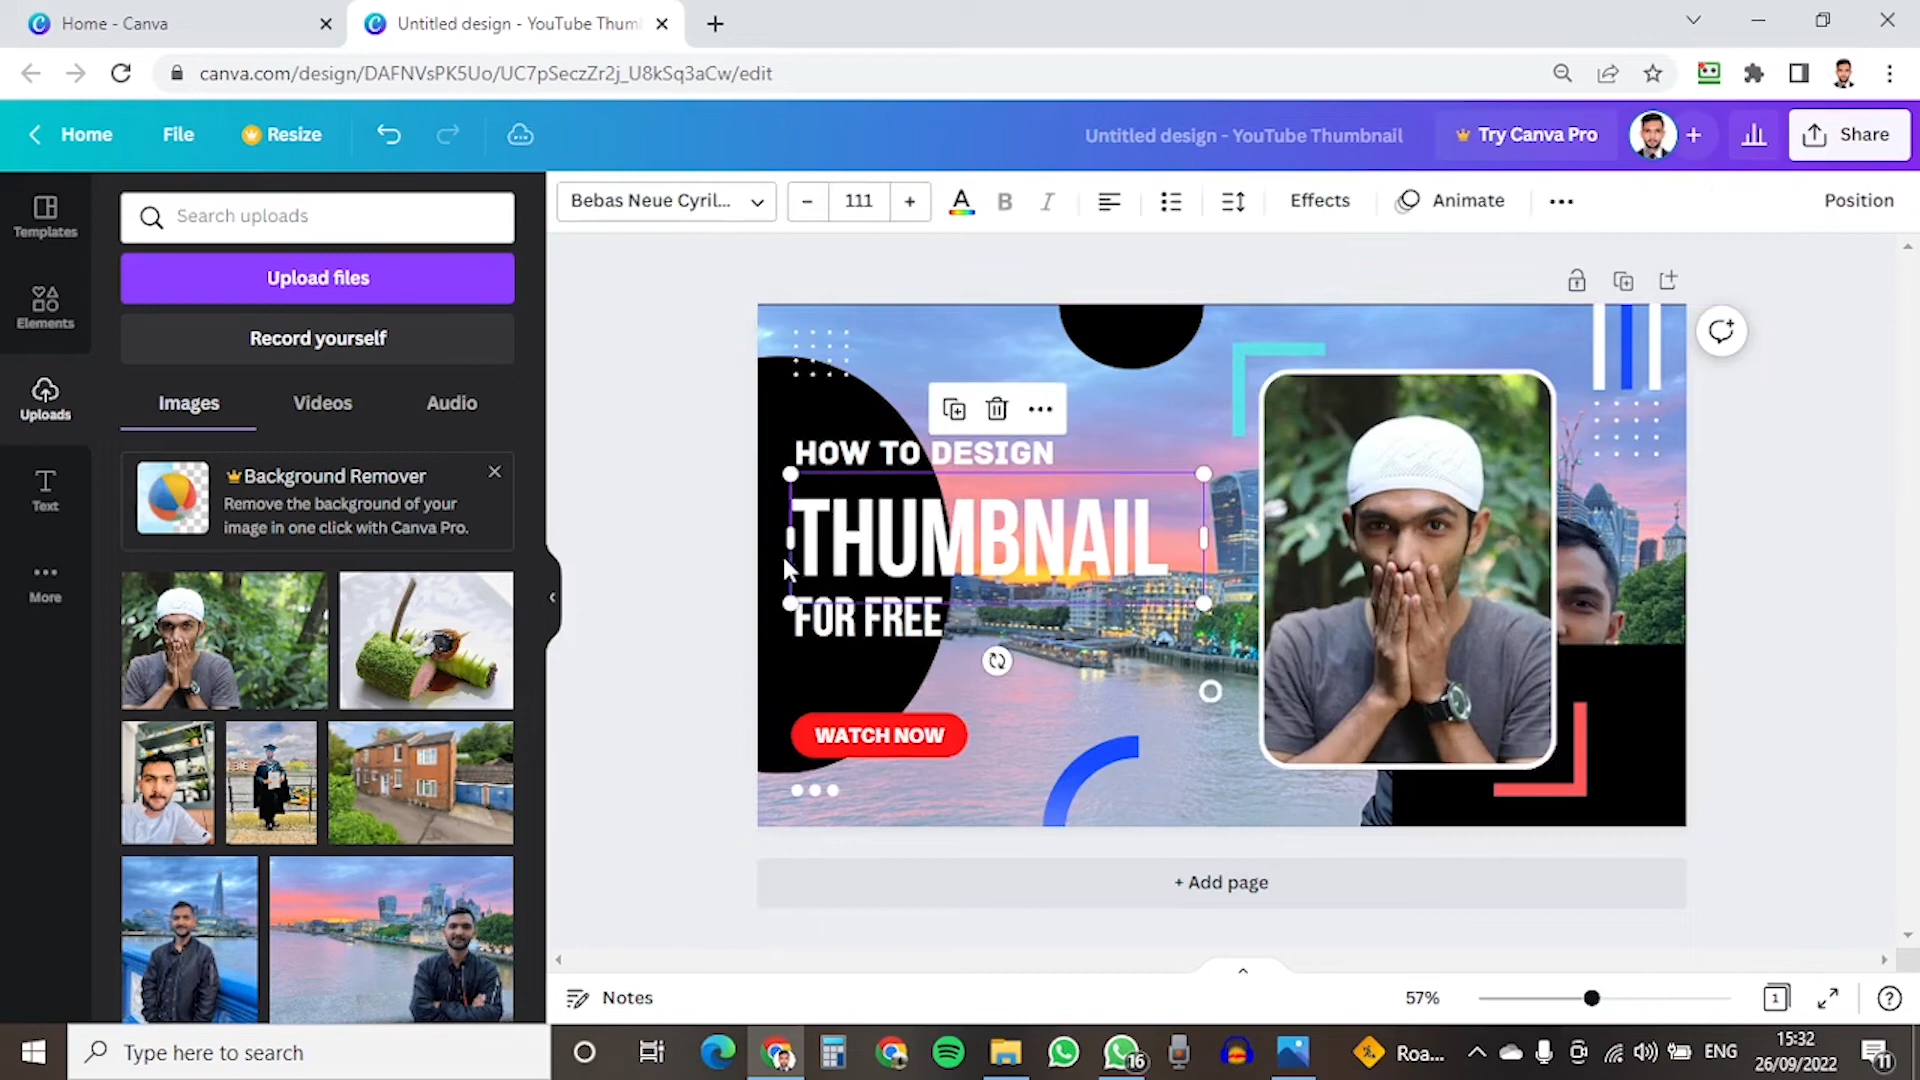 Home - Canva
Untitled design - YouTube Thum
canva.com/design/DAFNVsPK5Uo/UC7pSeczZr2j_U8kSq3aCw/edit
Home
File
Resize
Untitled design - YouTube Thumbnail
Try Canva Pro
Share
Templates
Elements
Uploads
Text
More
Search uploads
Upload files
Record yourself
Images
Videos
Audio
Background Remover
Remove the background of your
image in one click with Canva Pro.
Bebas Neue Cyril...
111
A
B
I
Effects
Animate
Position
HOW TO DESIGN
THUMBNAIL
FOR FREE
WATCH NOW
+ Add page
Notes
57%
1
Type here to search
16
Roa...
ENG
15:32
26/09/2022
11